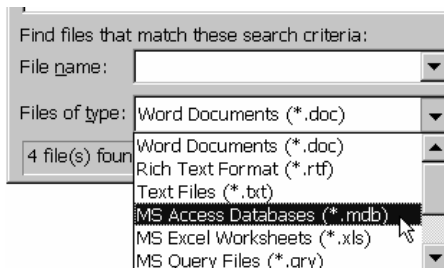 Find files that match these search criteria:
File name:
Files of type: Word Documents (*.doc)
Word Documents (*.doc)
4 file(s) foun
Rich Text Format (*.rtf)
Text Files (*.txt)
MS Access Databases (*.mdb)
MS Excel Worksheets (*.xls)
MS Query Files (*.qry)